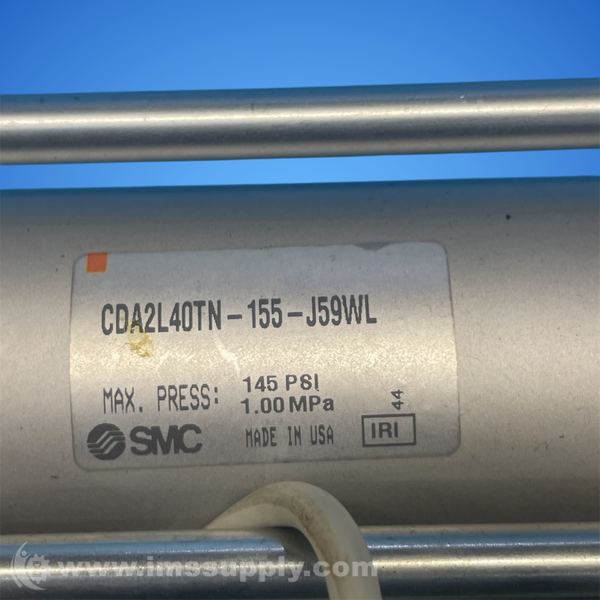 CDA2L40TN-155-J59WL
MAX. PRESS: 145 PSI
1.00 MPa
44
SMC MADE IN USA IRI
www.imssupply.com